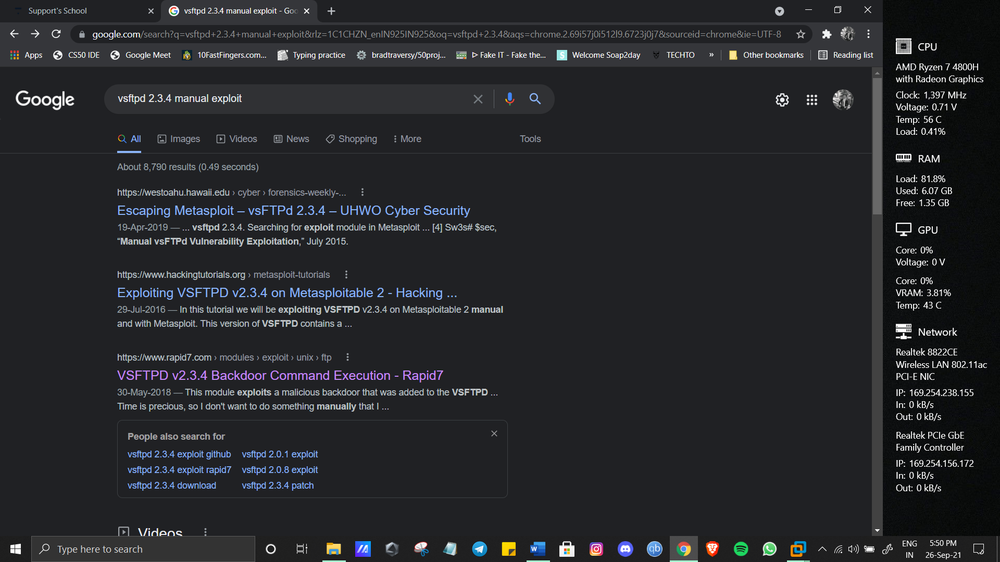 Support's School
vsftpd 2.3.4 manual exploit - Goo
google.com/search?q=vsftpd+2.3.4+manual+exploit&rlz=1C1CHZN_enIN925IN925&oq=vsftpd+2.3.4&aqs=chrome.2.69i57j0i512l9.6723j0j7&sourceid=chrome&ie=UTF-8
Apps
CS50 IDE
Google Meet
10FastFingers.com...
Typing practice
bradtraversy/50proj...
ᐅ Fake IT - Fake the...
S
Welcome Soap2day
TECHTO
»
Other bookmarks
Reading list
Google
vsftpd 2.3.4 manual exploit
All
Images
Videos
News
Shopping
More
Tools
About 8,790 results (0.49 seconds)
https://westoahu.hawaii.edu › cyber › forensics-weekly-...
Escaping Metasploit – vsFTPd 2.3.4 – UHWO Cyber Security
19-Apr-2019 — ... vsftpd 2.3.4. Searching for exploit module in Metasploit ... [4] Sw3s# $sec,
“Manual vsFTPd Vulnerability Exploitation,” July 2015.
https://www.hackingtutorials.org › metasploit-tutorials
Exploiting VSFTPD v2.3.4 on Metasploitable 2 - Hacking ...
29-Jul-2016 — In this tutorial we will be exploiting VSFTPD v2.3.4 on Metasploitable 2 manual
and with Metasploit. This version of VSFTPD contains a ...
https://www.rapid7.com › modules › exploit › unix › ftp
VSFTPD v2.3.4 Backdoor Command Execution - Rapid7
30-May-2018 — This module exploits a malicious backdoor that was added to the VSFTPD ...
Time is precious, so I don't want to do something manually that I ...
People also search for
vsftpd 2.3.4 exploit github
vsftpd 2.0.1 exploit
vsftpd 2.3.4 exploit rapid7
vsftpd 2.0.8 exploit
vsftpd 2.3.4 download
vsftpd 2.3.4 patch
Videos
CPU
AMD Ryzen 7 4800H
with Radeon Graphics
Clock: 1,397 MHz
Voltage: 0.71 V
Temp: 56 C
Load: 0.41%
RAM
Load: 81.8%
Used: 6.07 GB
Free: 1.35 GB
GPU
Core: 0%
Voltage: 0 V
Core: 0%
VRAM: 3.81%
Temp: 43 C
Network
Realtek 8822CE
Wireless LAN 802.11ac
PCI-E NIC
IP: 169.254.238.155
In: 0 kB/s
Out: 0 kB/s
Realtek PCIe GbE
Family Controller
IP: 169.254.156.172
In: 0 kB/s
Out: 0 kB/s
Type here to search
W
qb
ENG
IN
5:50 PM
26-Sep-21